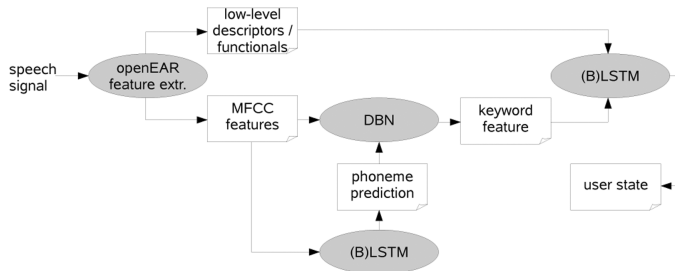 low-level
descriptors /
functionals
speech
signal
openEAR
feature extr.
(B)LSTM
MFCC
features
DBN
keyword
feature
phoneme
prediction
user state
(B)LSTM